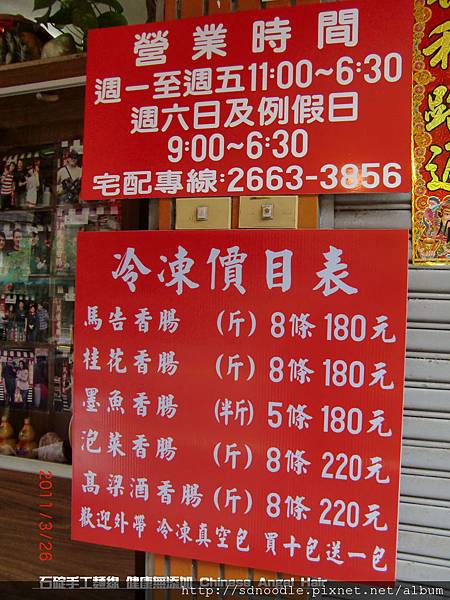 營業時間
週一至週五11:00~6:30
週六日及例假日
9:00~6:30
宅配專線:2663-3856
冷凍價目表
馬告香腸 (斤) 8條 180元
桂花香腸 (斤) 8條 180元
墨魚香腸 (半斤) 5條 180元
泡菜香腸 (斤) 8條 220元
高梁酒香腸 (斤) 8條 220元
歡迎外帶 冷凍真空包 買十包送一包
2011/3/26
石碇手工麵線 健康無添加 Chinese Angel Hair
http://sdnoodle.pixnet.net/album